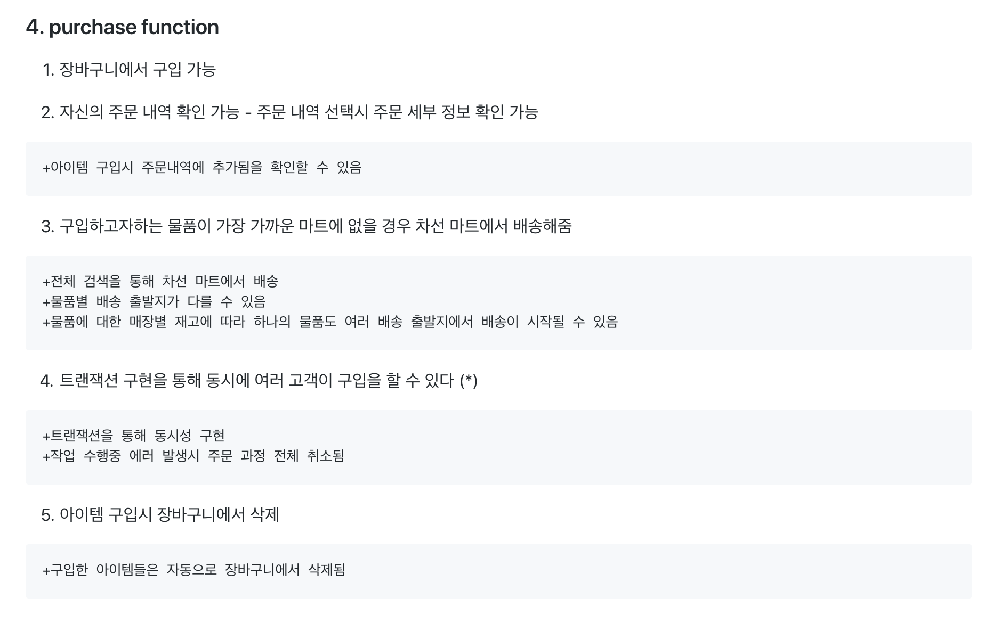 4. purchase function
1. 장바구니에서 구입 가능
2. 자신의 주문 내역 확인 가능 - 주문 내역 선택시 주문 세부 정보 확인 가능
+아이템 구입시 주문내역에 추가됨을 확인할 수 있음
3. 구입하고자하는 물품이 가장 가까운 마트에 없을 경우 차선 마트에서 배송해줌
+전체 검색을 통해 차선 마트에서 배송
+물품별 배송 출발지가 다를 수 있음
+물품에 대한 매장별 재고에 따라 하나의 물품도 여러 배송 출발지에서 배송이 시작될 수 있음
4. 트랜잭션 구현을 통해 동시에 여러 고객이 구입을 할 수 있다 (*)
+트랜잭션을 통해 동시성 구현
+작업 수행중 에러 발생시 주문 과정 전체 취소됨
5. 아이템 구입시 장바구니에서 삭제
+구입한 아이템들은 자동으로 장바구니에서 삭제됨